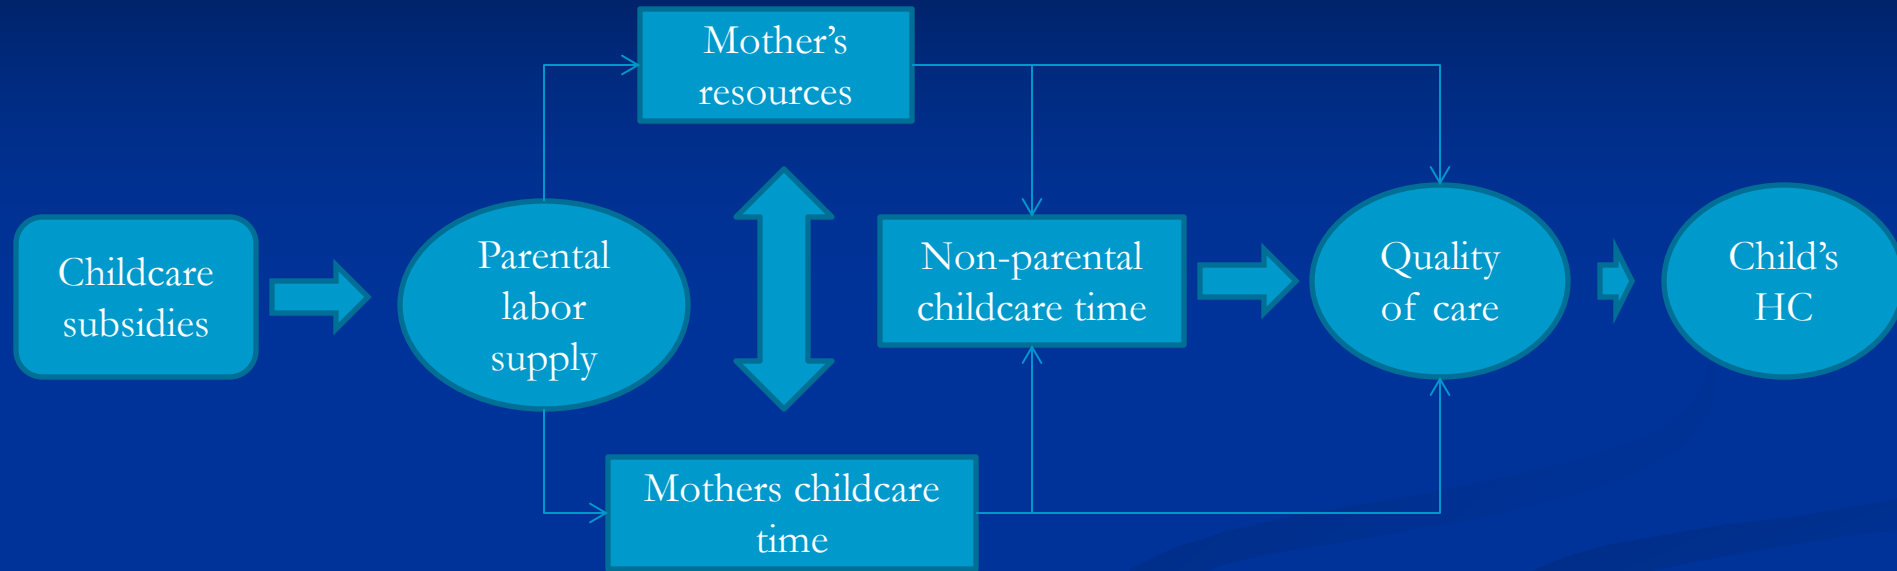 Mother's
resources
Childcare
subsidies
Parental
labor
supply
Non-parental
childcare time
Quality
of care
Child's
HC
Mothers childcare
time